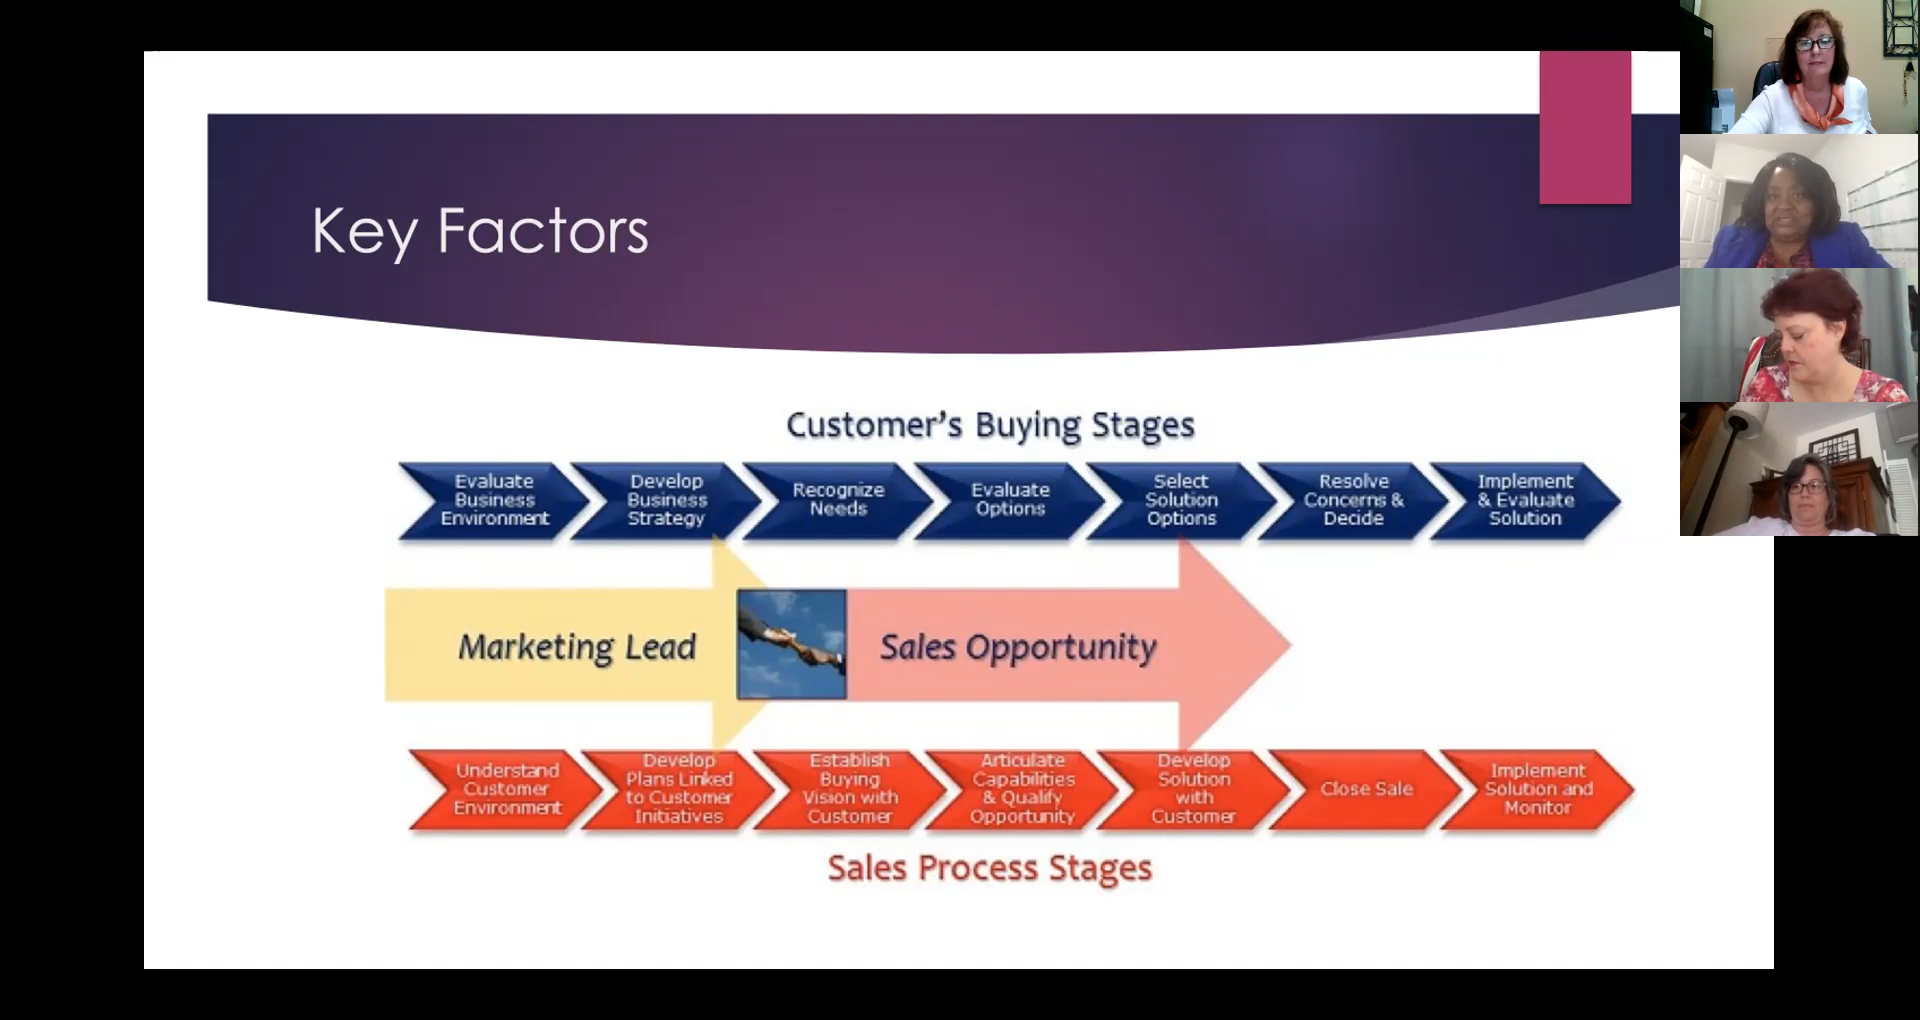 Key Factors
Customer's Buying Stages
Evaluate
Business
Environment
Develop
Business
Strategy
Recognize
Needs
Evaluate
Options
Select
Solution
Options
Resolve
Concerns &
Decide
Implement
& Evaluate
Solution
Marketing Lead
Sales Opportunity
Understand
Customer
Environment
Develop
Plans Linked
to Customer
Initiatives
Establish
Buying
Vision with
Customer
Articulate
Capabilities
& Qualify
Opportunity
Develop
Solution
with
Customer
Close Sale
Implement
Solution and
Monitor
Sales Process Stages